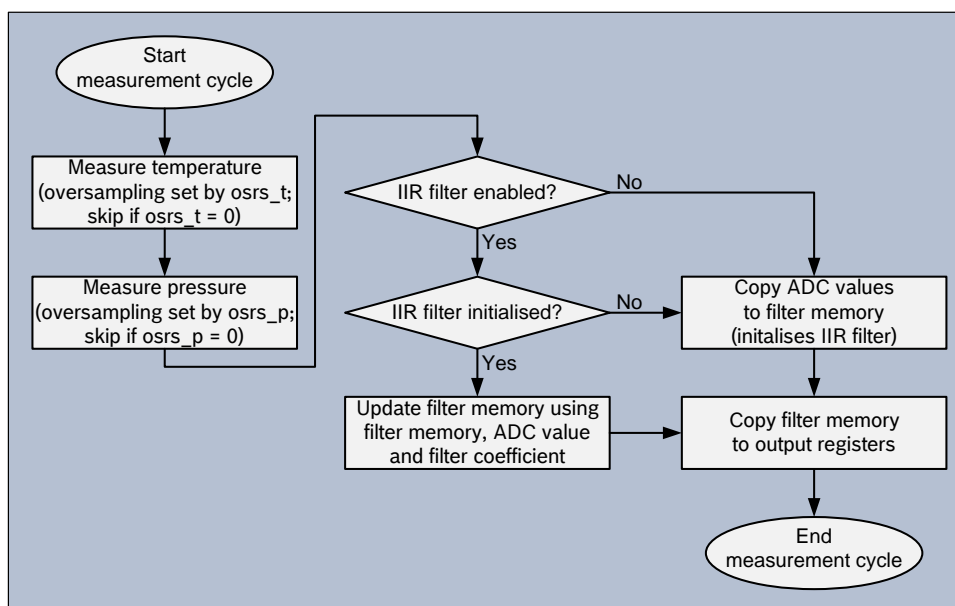 Start
measurement cycle
Measure temperature
(oversampling set by osrs_t;
skip if osrs_t = 0)
Measure pressure
(oversampling set by osrs_p;
skip if osrs_p = 0)
IIR filter enabled?
No
Yes
IIR filter initialised?
No
Yes
Copy ADC values
to filter memory
(initalises IIR filter)
Update filter memory using
filter memory, ADC value
and filter coefficient
Copy filter memory
to output registers
End
measurement cycle